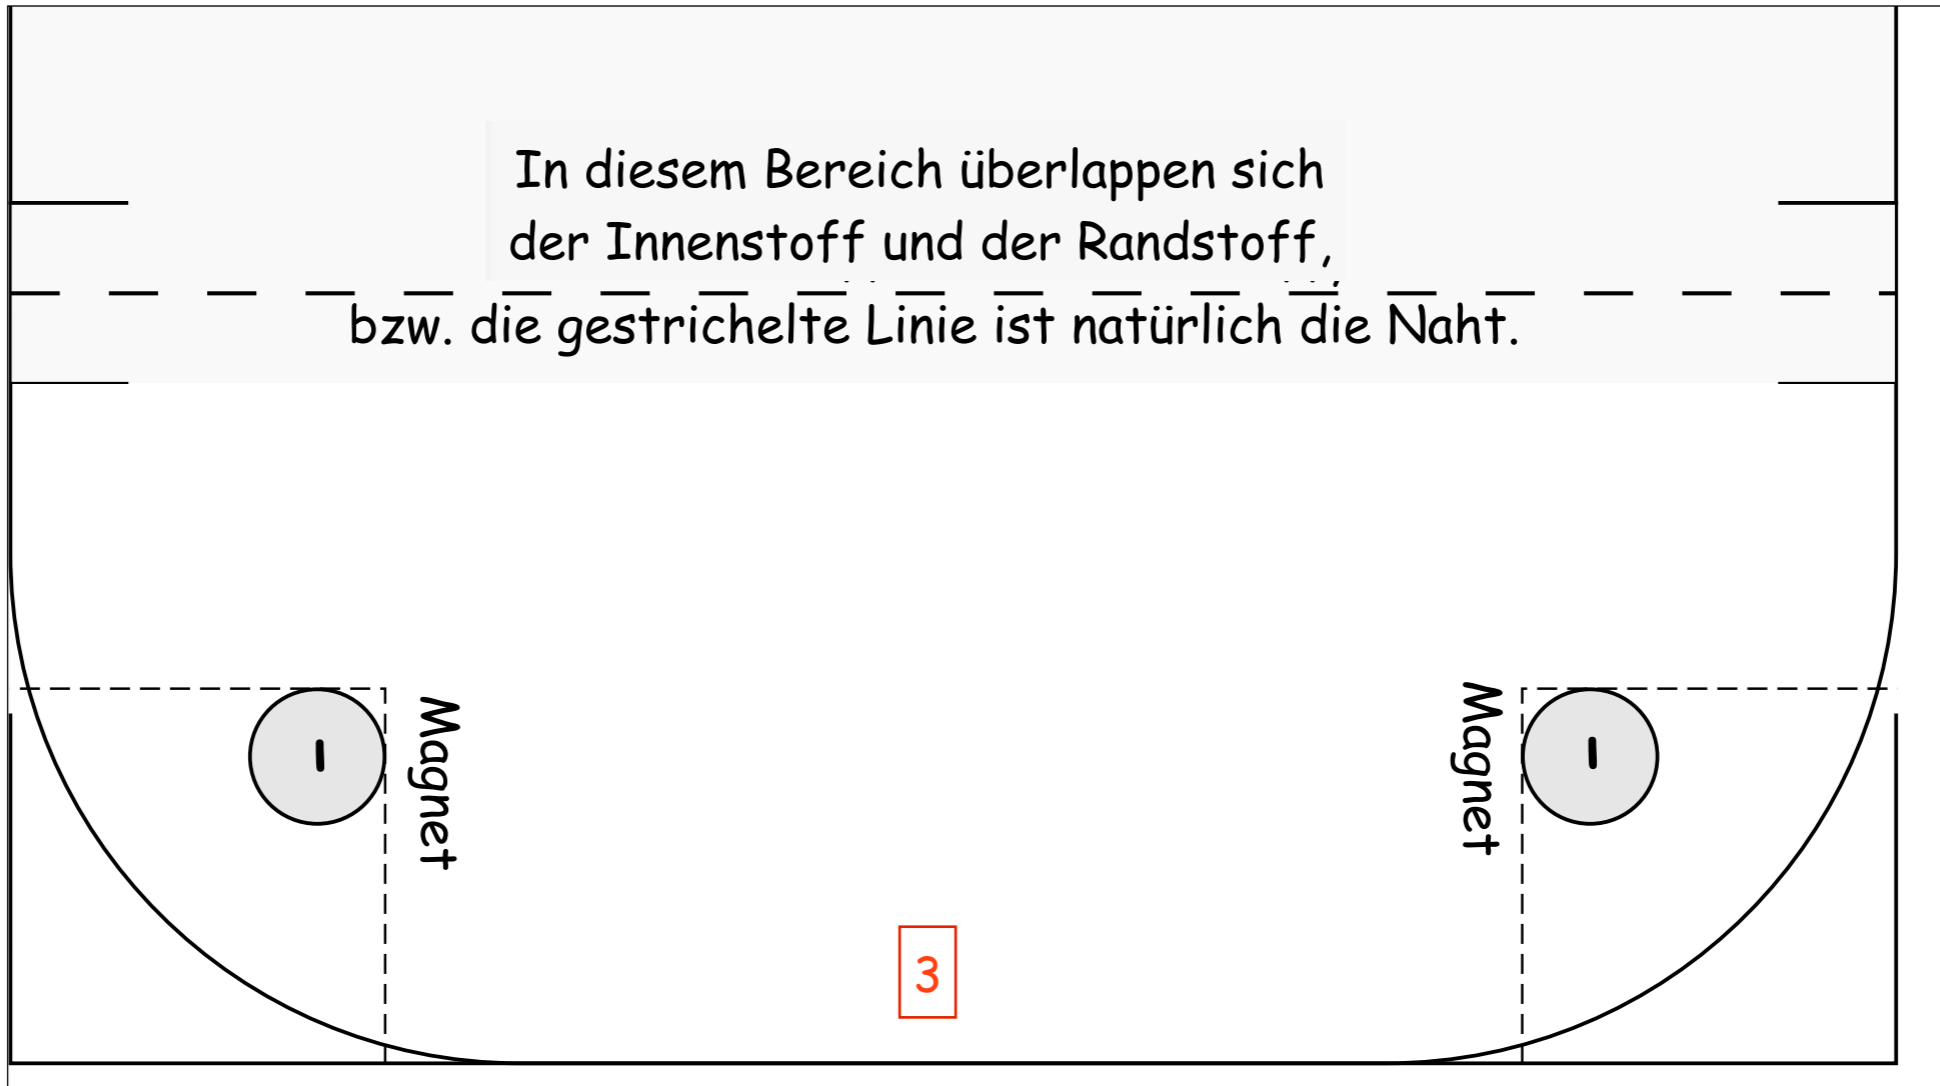 In diesem Bereich überlappen sich
der Innenstoff und der Randstoff,
bzw. die gestrichelte Linie ist natürlich die Naht.
Magnet
Magnet
3